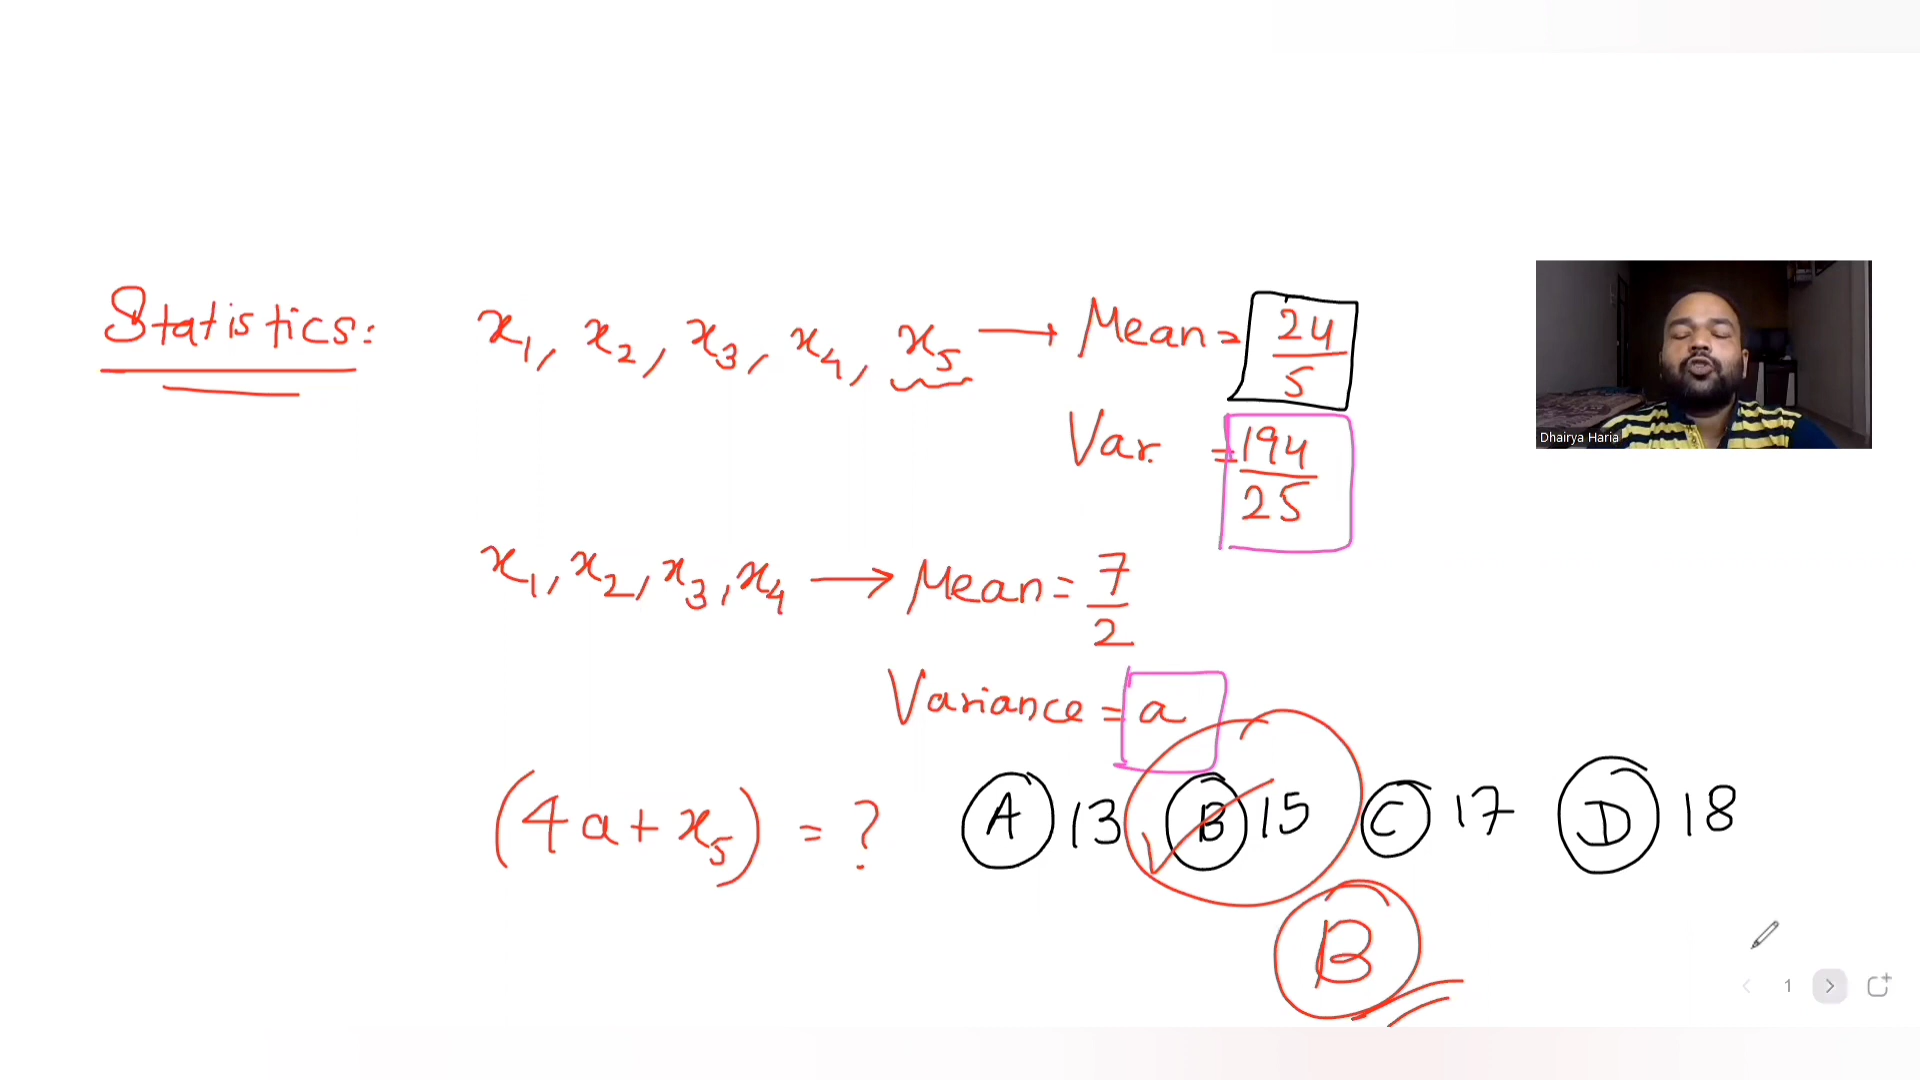 Statistics: x₁, x₂, x₃, x₄, x₅ → Mean = 24/5
Var. = 194/25
Dhairya Haria
x₁, x₂, x₃, x₄ → Mean = 7/2
Variance = a
(4a + x₅) = ? A 13 B 15 C 17 D 18
B
1